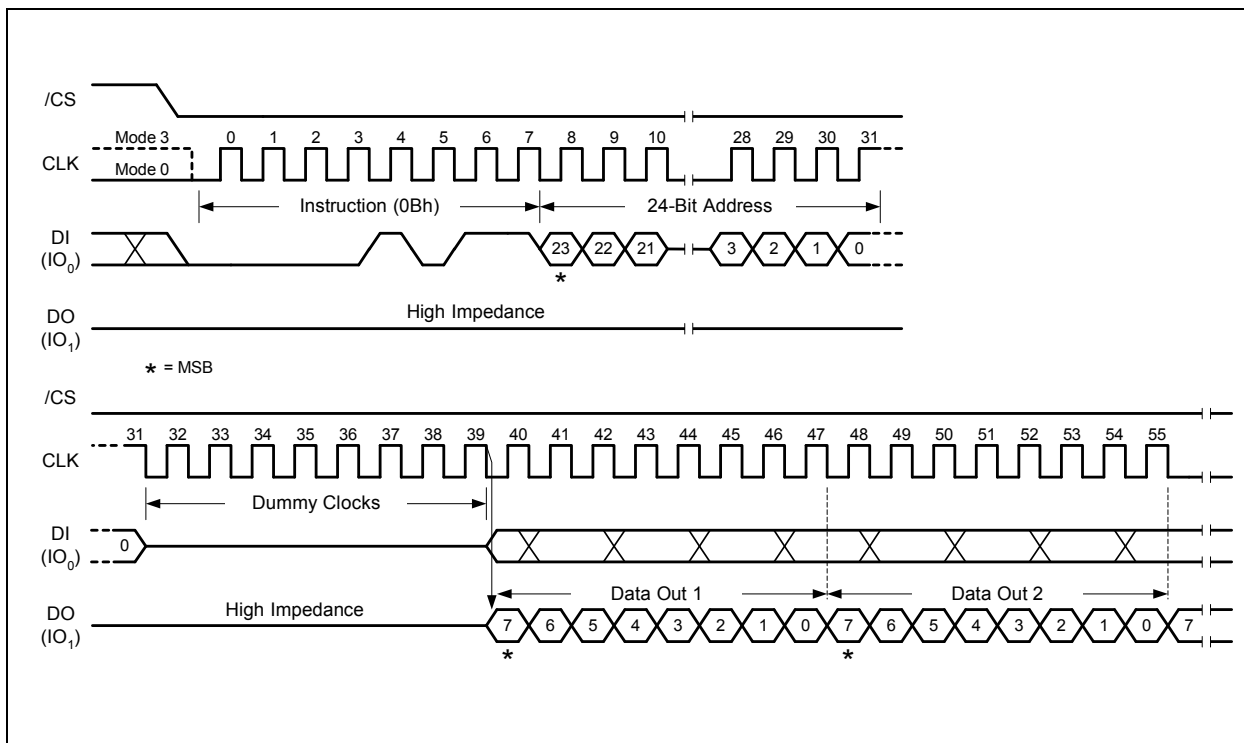 /CS
Mode 3 0 1 2 3 4 5 6 7 8 9 10 28 29 30 31
CLK
Mode 0
Instruction (0Bh) 24-Bit Address
DI
(IO0) 23 22 21 3 2 1 0
*
High Impedance
DO
(IO1)
* = MSB
/CS
31 32 33 34 35 36 37 38 39 40 41 42 43 44 45 46 47 48 49 50 51 52 53 54 55
CLK
Dummy Clocks
DI
(IO0) 0
Data Out 1 Data Out 2
High Impedance
DO
(IO1) 7 6 5 4 3 2 1 0 7 6 5 4 3 2 1 0 7
* *